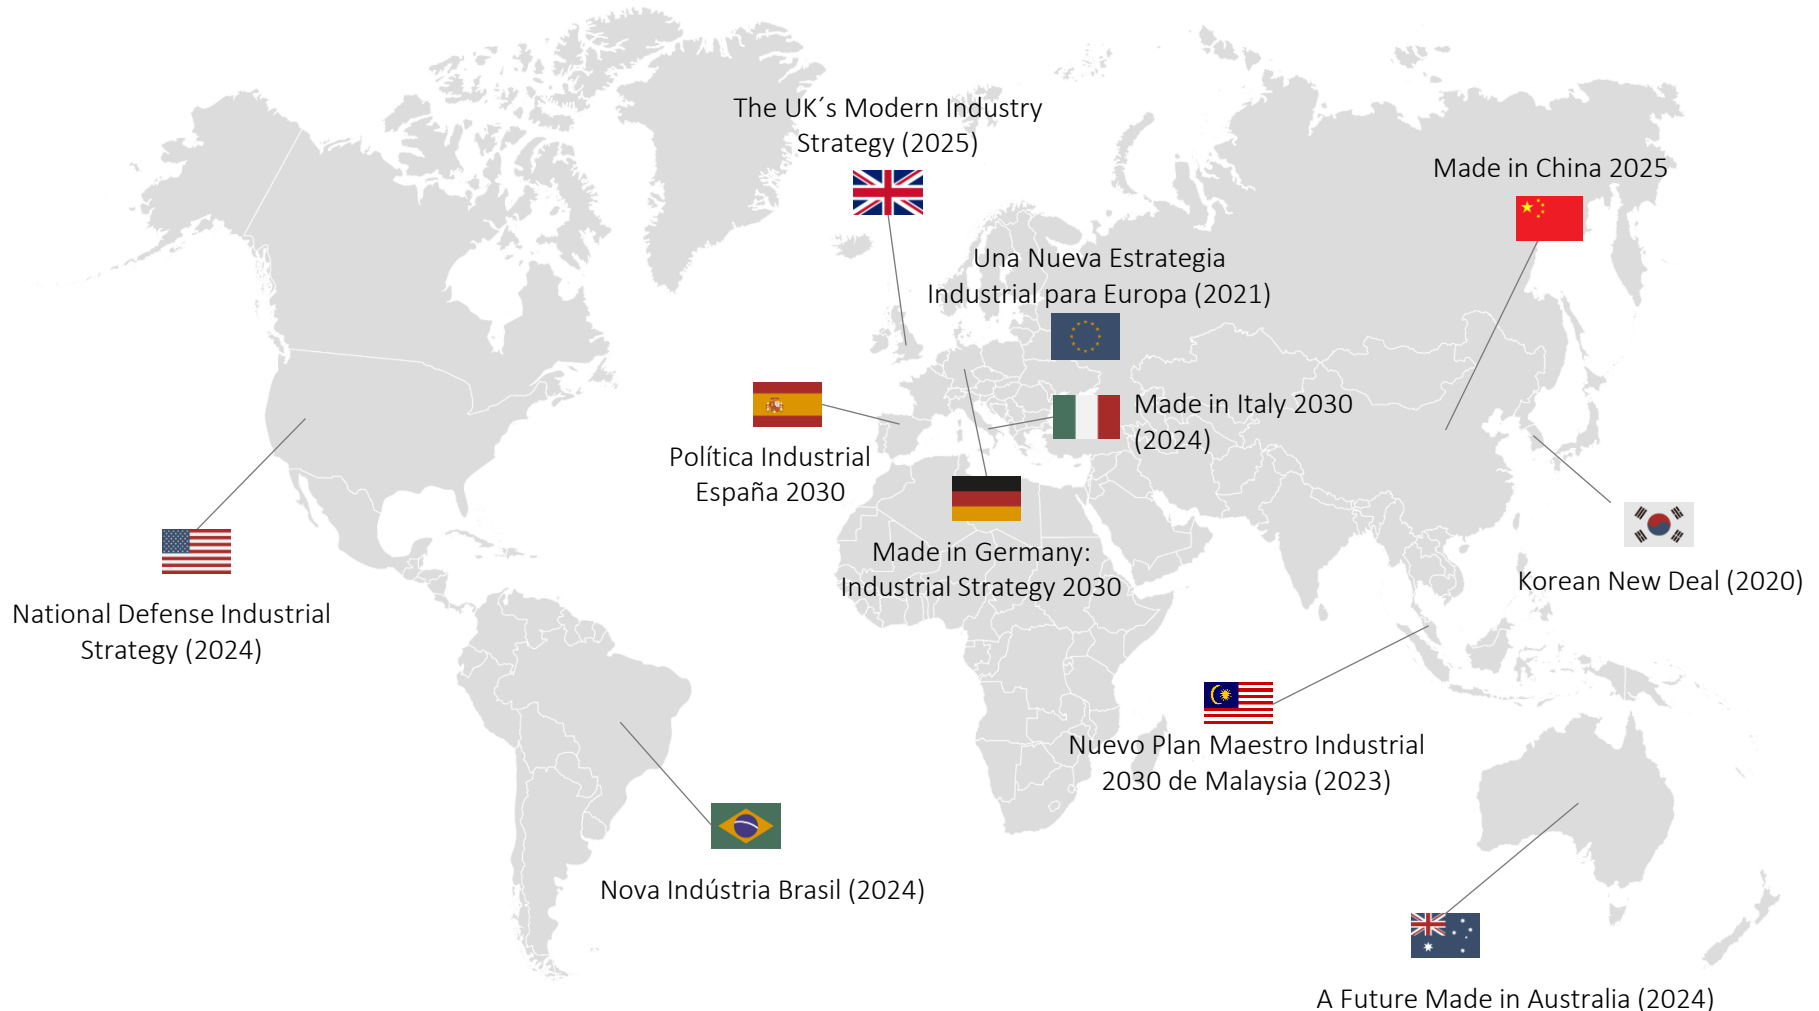 The UK´s Modern Industry
Strategy (2025)
Made in China 2025
Una Nueva Estrategia
Industrial para Europa (2021)
Made in Italy 2030
(2024)
Política Industrial
España 2030
Made in Germany:
Industrial Strategy 2030
Korean New Deal (2020)
National Defense Industrial
Strategy (2024)
Nuevo Plan Maestro Industrial
2030 de Malaysia (2023)
Nova Indústria Brasil (2024)
A Future Made in Australia (2024)